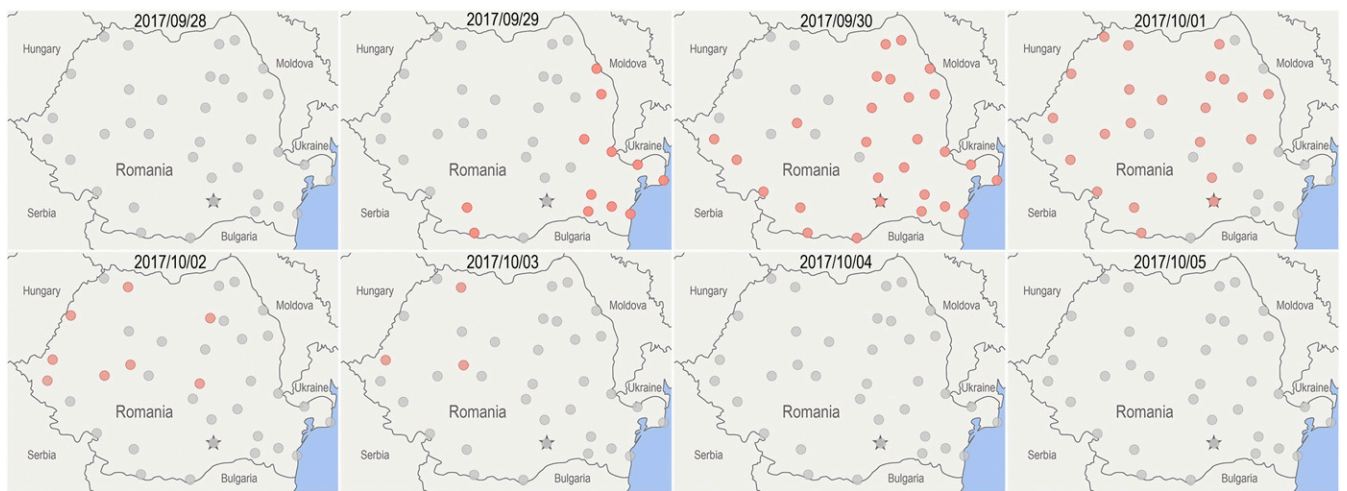 2017/09/28
Hungary
Moldova
Ukraine
Romania
Serbia
Bulgaria
2017/09/29
Hungary
Moldova
Ukraine
Romania
Serbia
Bulgaria
2017/09/30
Hungary
Moldova
Ukraine
Romania
Serbia
Bulgaria
2017/10/01
Hungary
Moldova
Ukraine
Romania
Serbia
Bulgaria
2017/10/02
Hungary
Moldova
Ukraine
Romania
Serbia
Bulgaria
2017/10/03
Hungary
Moldova
Ukraine
Romania
Serbia
Bulgaria
2017/10/04
Hungary
Moldova
Ukraine
Romania
Serbia
Bulgaria
2017/10/05
Hungary
Moldova
Ukraine
Romania
Serbia
Bulgaria